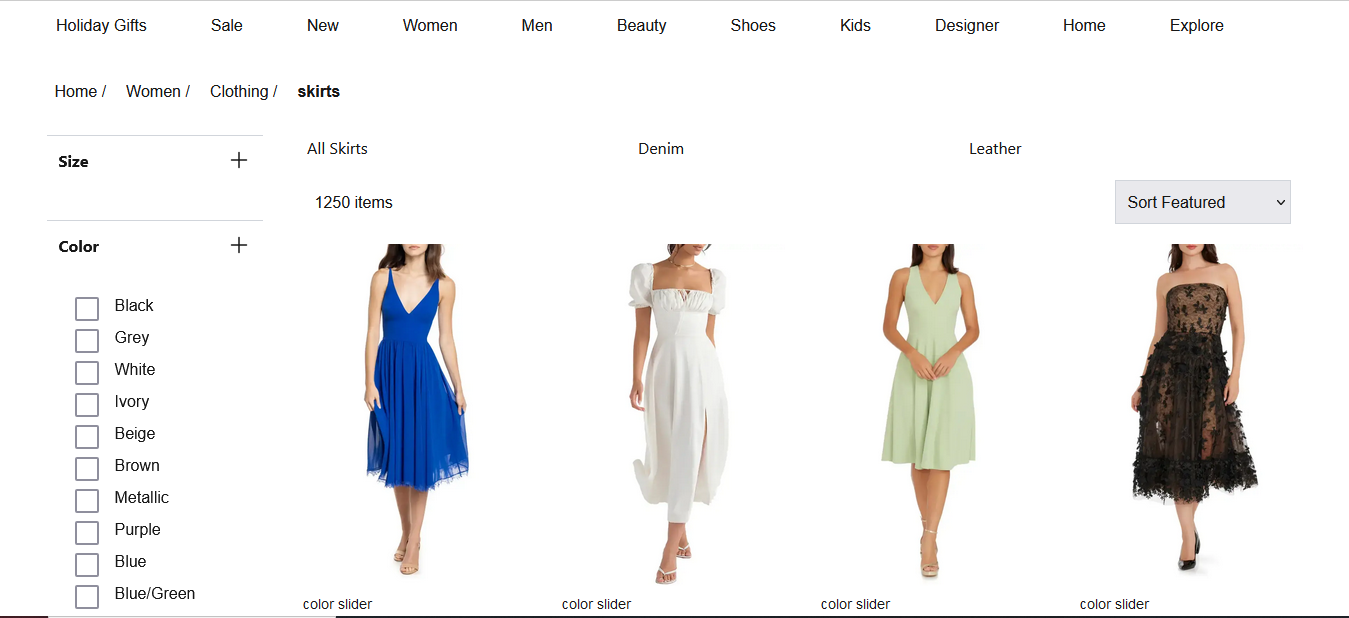 Holiday Gifts Sale New Women Men Beauty Shoes Kids Designer Home Explore
Home / Women / Clothing / skirts
Size
All Skirts Denim Leather
1250 items
Sort Featured
Color
Black
Grey
White
Ivory
Beige
Brown
Metallic
Purple
Blue
Blue/Green
color slider color slider color slider color slider